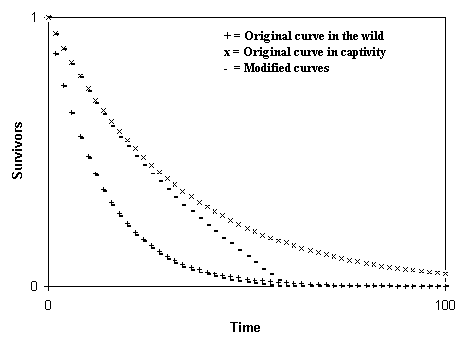 1
+ = Original curve in the wild
x = Original curve in captivity
- = Modified curves
Survivors
0
0
100
Time